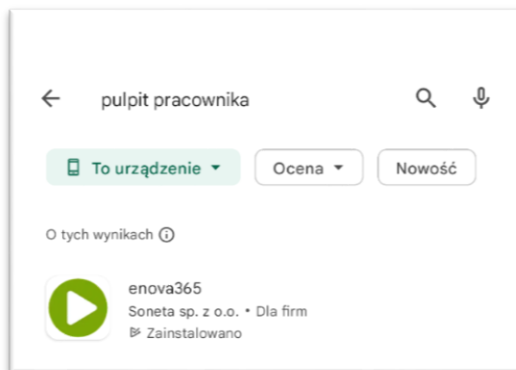 pulpit pracownika
To urządzenie
Ocena
Nowość
O tych wynikach
enova365
Soneta sp. z o.o. • Dla firm
Zainstalowano